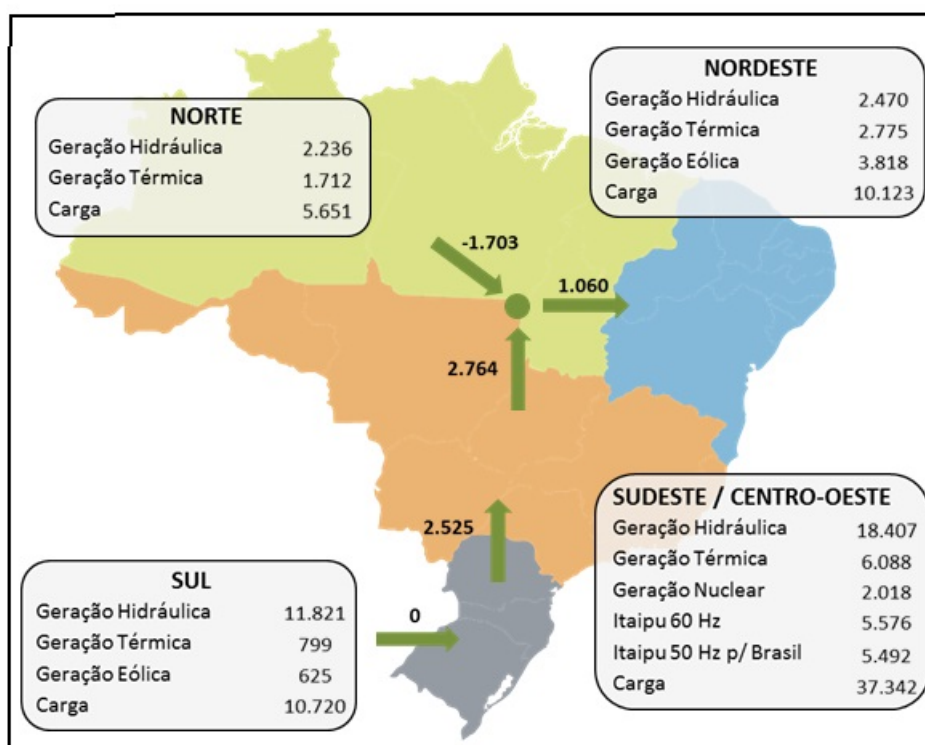 NORTE
Geração Hidráulica 2.236
Geração Térmica 1.712
Carga 5.651
NORDESTE
Geração Hidráulica 2.470
Geração Térmica 2.775
Geração Eólica 3.818
Carga 10.123
-1.703
1.060
2.764
2.525
0
SUL
Geração Hidráulica 11.821
Geração Térmica 799
Geração Eólica 625
Carga 10.720
SUDESTE / CENTRO-OESTE
Geração Hidráulica 18.407
Geração Térmica 6.088
Geração Nuclear 2.018
Itaipu 60 Hz 5.576
Itaipu 50 Hz p/ Brasil 5.492
Carga 37.342